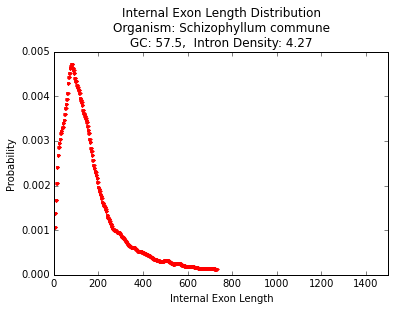 Internal Exon Length Distribution
Organism: Schizophyllum commune
GC: 57.5,  Intron Density: 4.27
0.005
0.004
0.003
0.002
0.001
0.000
Probability
0 200 400 600 800 1000 1200 1400
Internal Exon Length